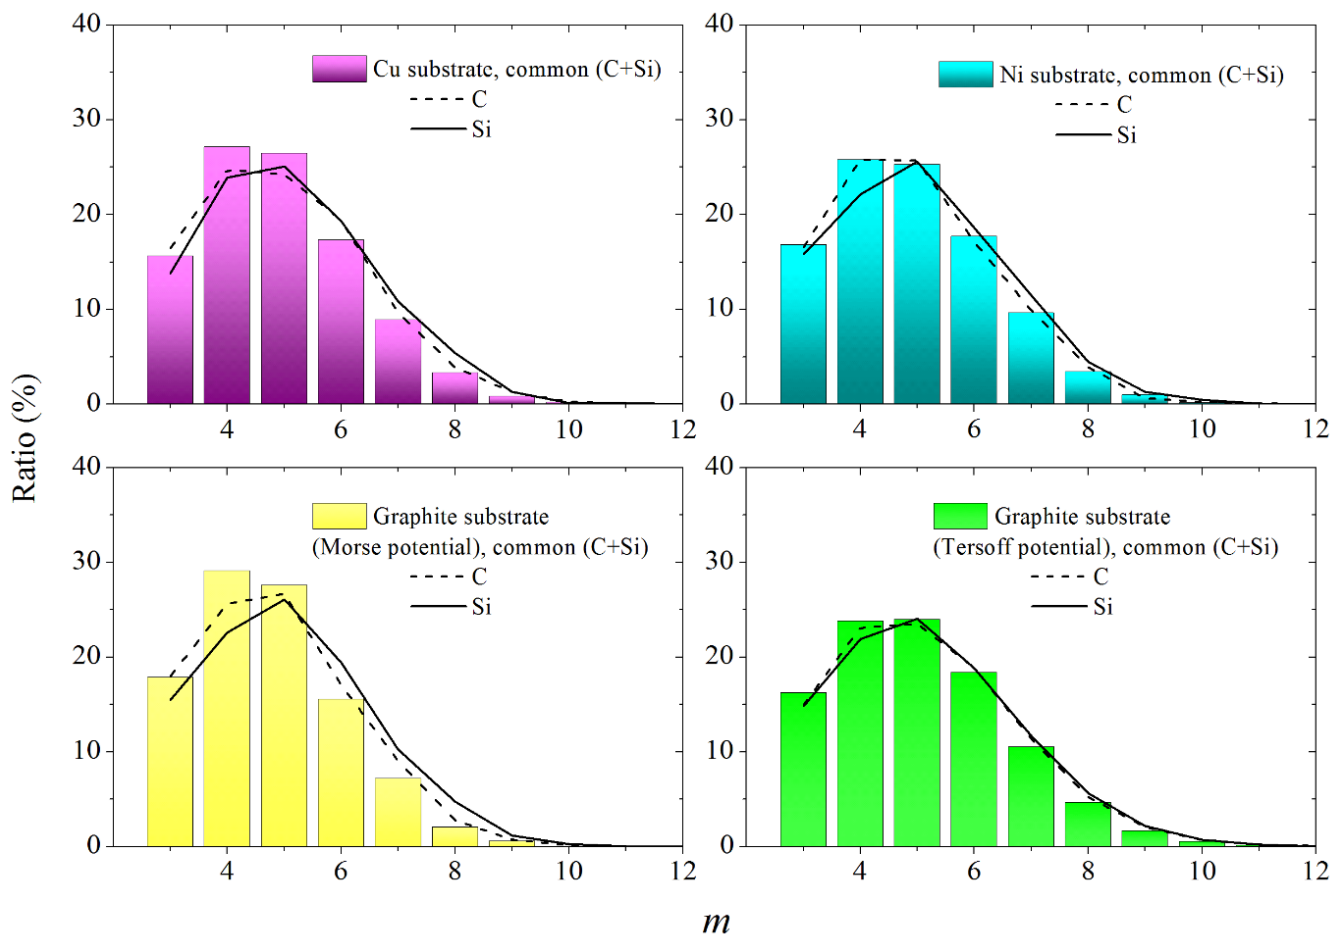 40
30
20
10
0
4
6
8
10
12
Cu substrate, common (C+Si)
C
Si
40
30
20
10
0
4
6
8
10
12
Ni substrate, common (C+Si)
C
Si
Ratio (%)
40
30
20
10
0
4
6
8
10
12
Graphite substrate
(Morse potential), common (C+Si)
C
Si
40
30
20
10
0
4
6
8
10
12
Graphite substrate
(Tersoff potential), common (C+Si)
C
Si
m